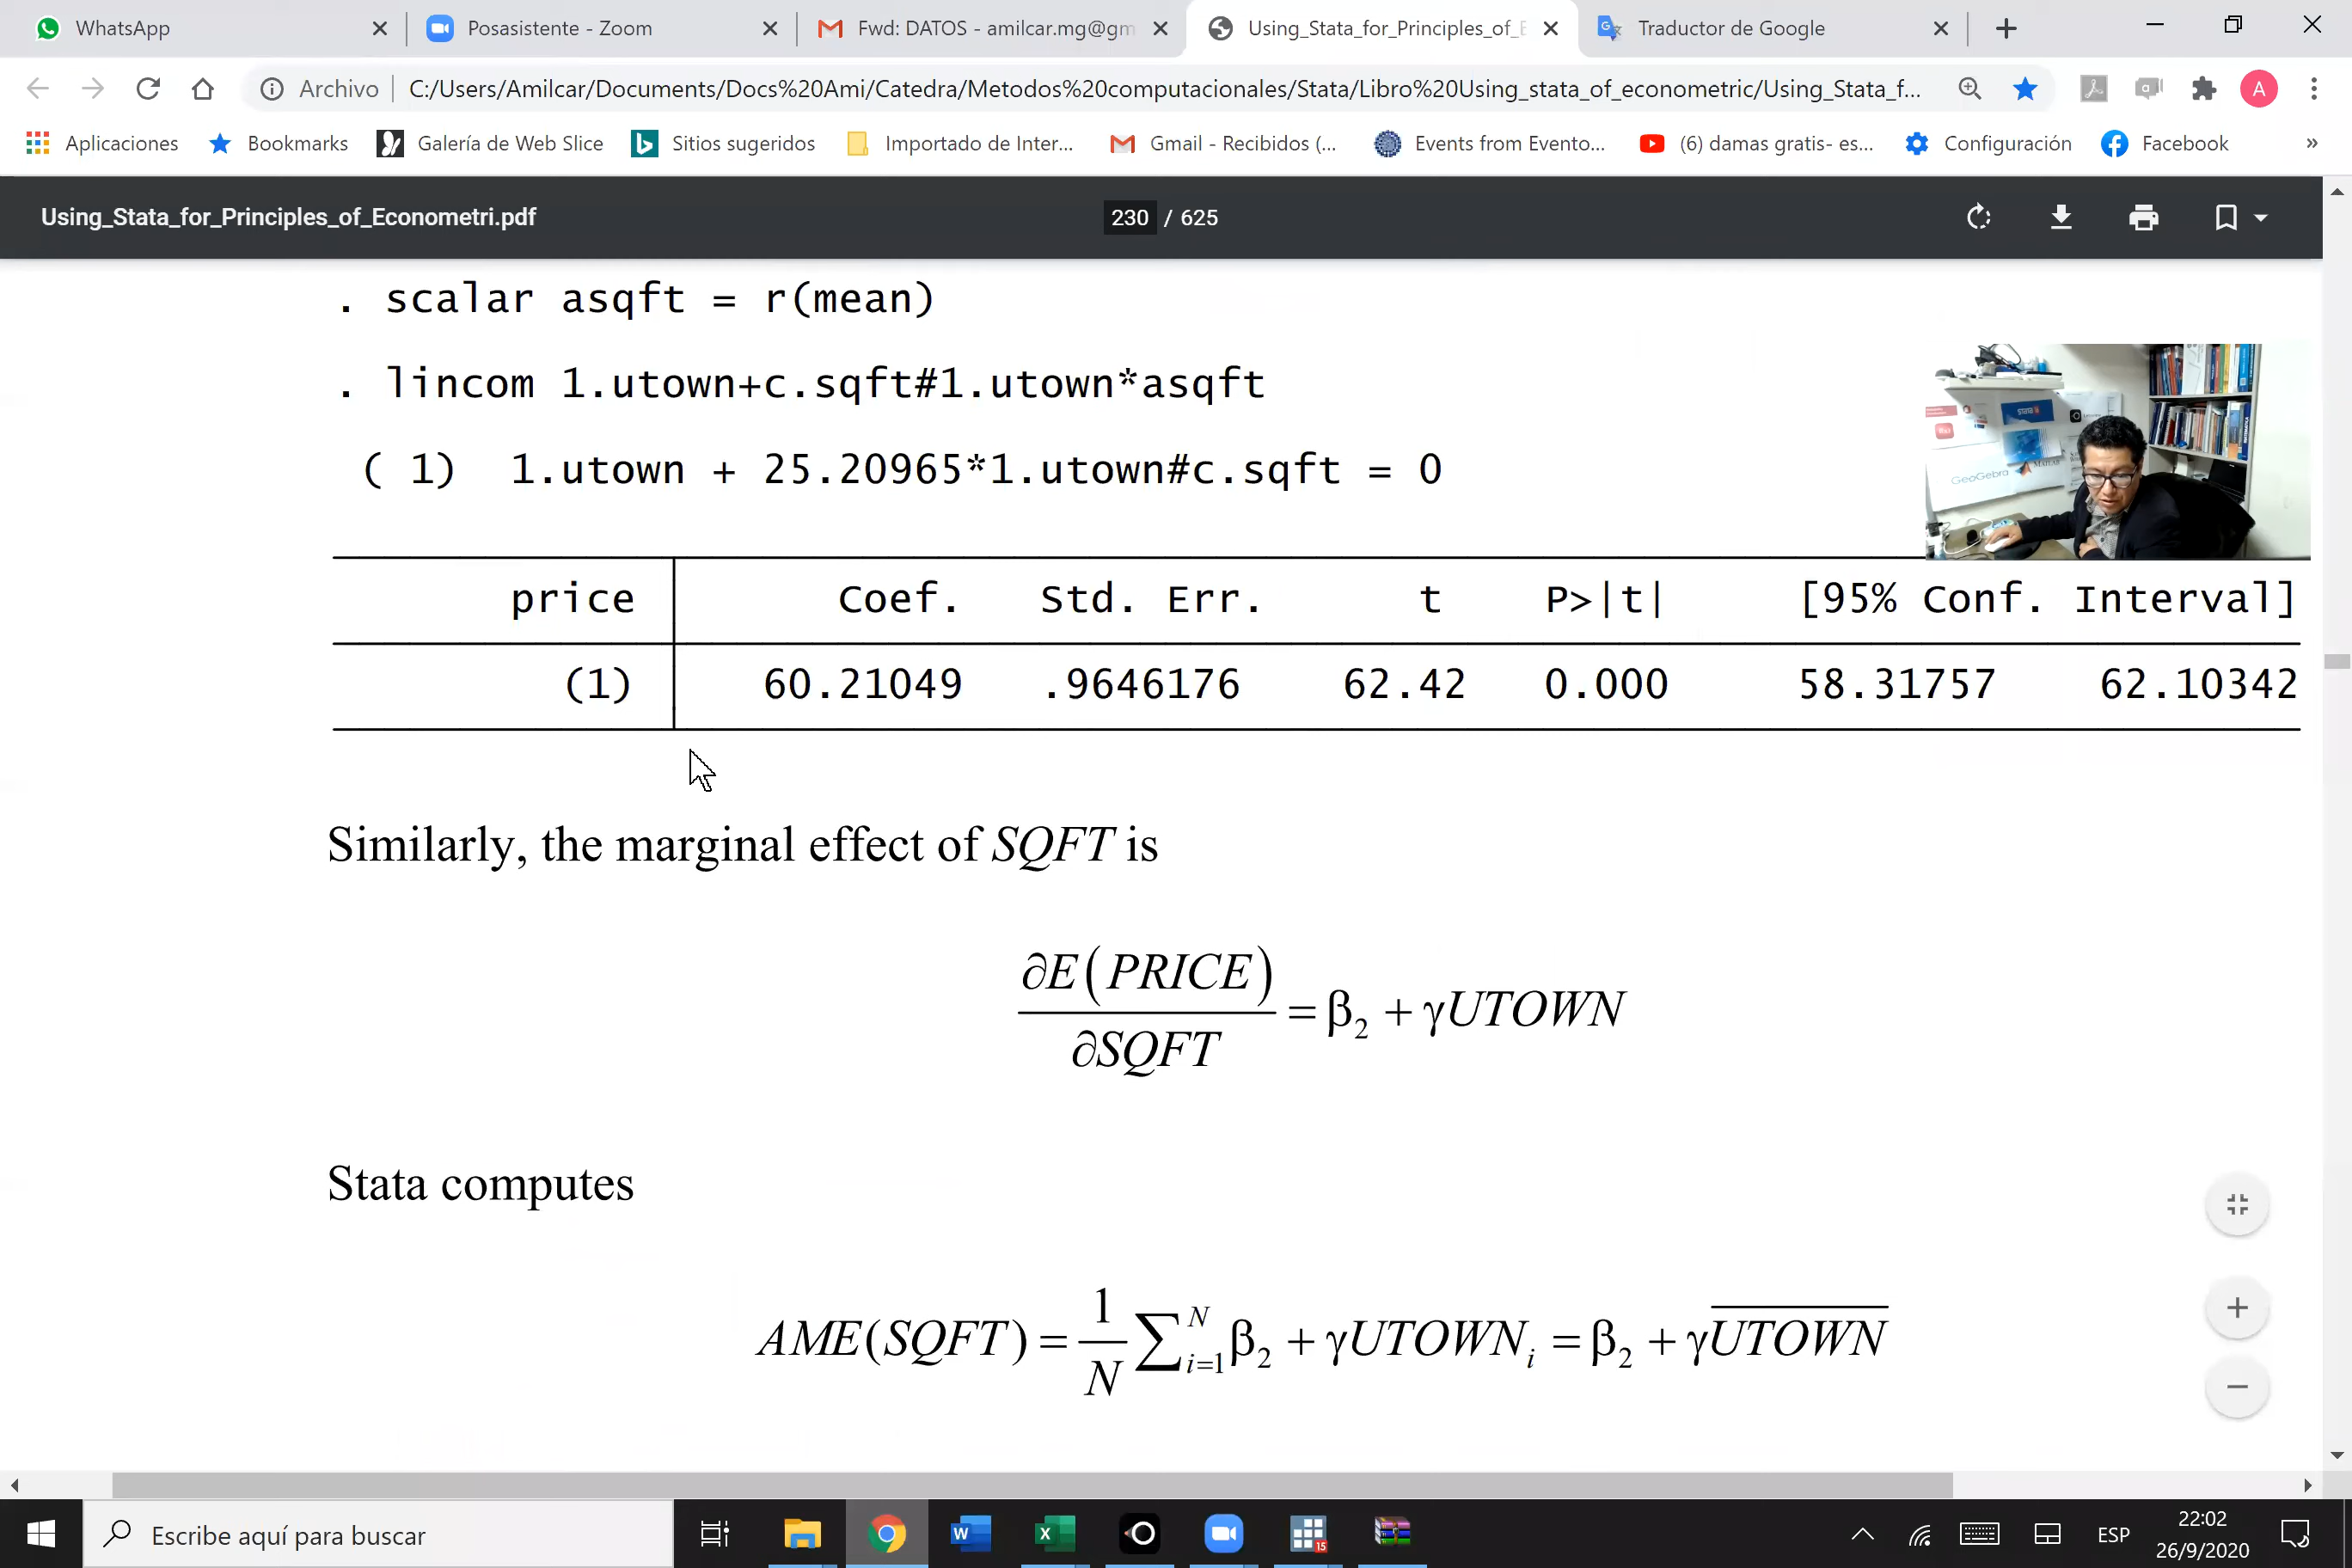 WhatsApp
Posasistente - Zoom
Fwd: DATOS - amilcar.mg@gm
Using_Stata_for_Principles_of_E
Traductor de Google
Archivo
C:/Users/Amilcar/Documents/Docs%20Ami/Catedra/Metodos%20computacionales/Stata/Libro%20Using_stata_of_econometric/Using_Stata_f...
A
Aplicaciones
Bookmarks
Galería de Web Slice
Sitios sugeridos
Importado de Inter...
Gmail - Recibidos (...
Events from Evento...
(6) damas gratis- es...
Configuración
Facebook
»
Using_Stata_for_Principles_of_Econometri.pdf
230 / 625
. scalar asqft = r(mean)
. lincom 1.utown+c.sqft#1.utown*asqft
( 1) 1.utown + 25.20965*1.utown#c.sqft = 0
GeoGebra
price Coef. Std. Err. t P>|t| [95% Conf. Interval]
(1) 60.21049 .9646176 62.42 0.000 58.31757 62.10342
Similarly, the marginal effect of SQFT is
∂E(PRICE)/∂SQFT = β₂ + γUTOWN
Stata computes
AME(SQFT) = 1/N ∑ᵢ₌₁ᴺ β₂ + γUTOWNᵢ = β₂ + γU̅T̅O̅W̅N̅
Escribe aquí para buscar
15
ESP
22:02
26/9/2020